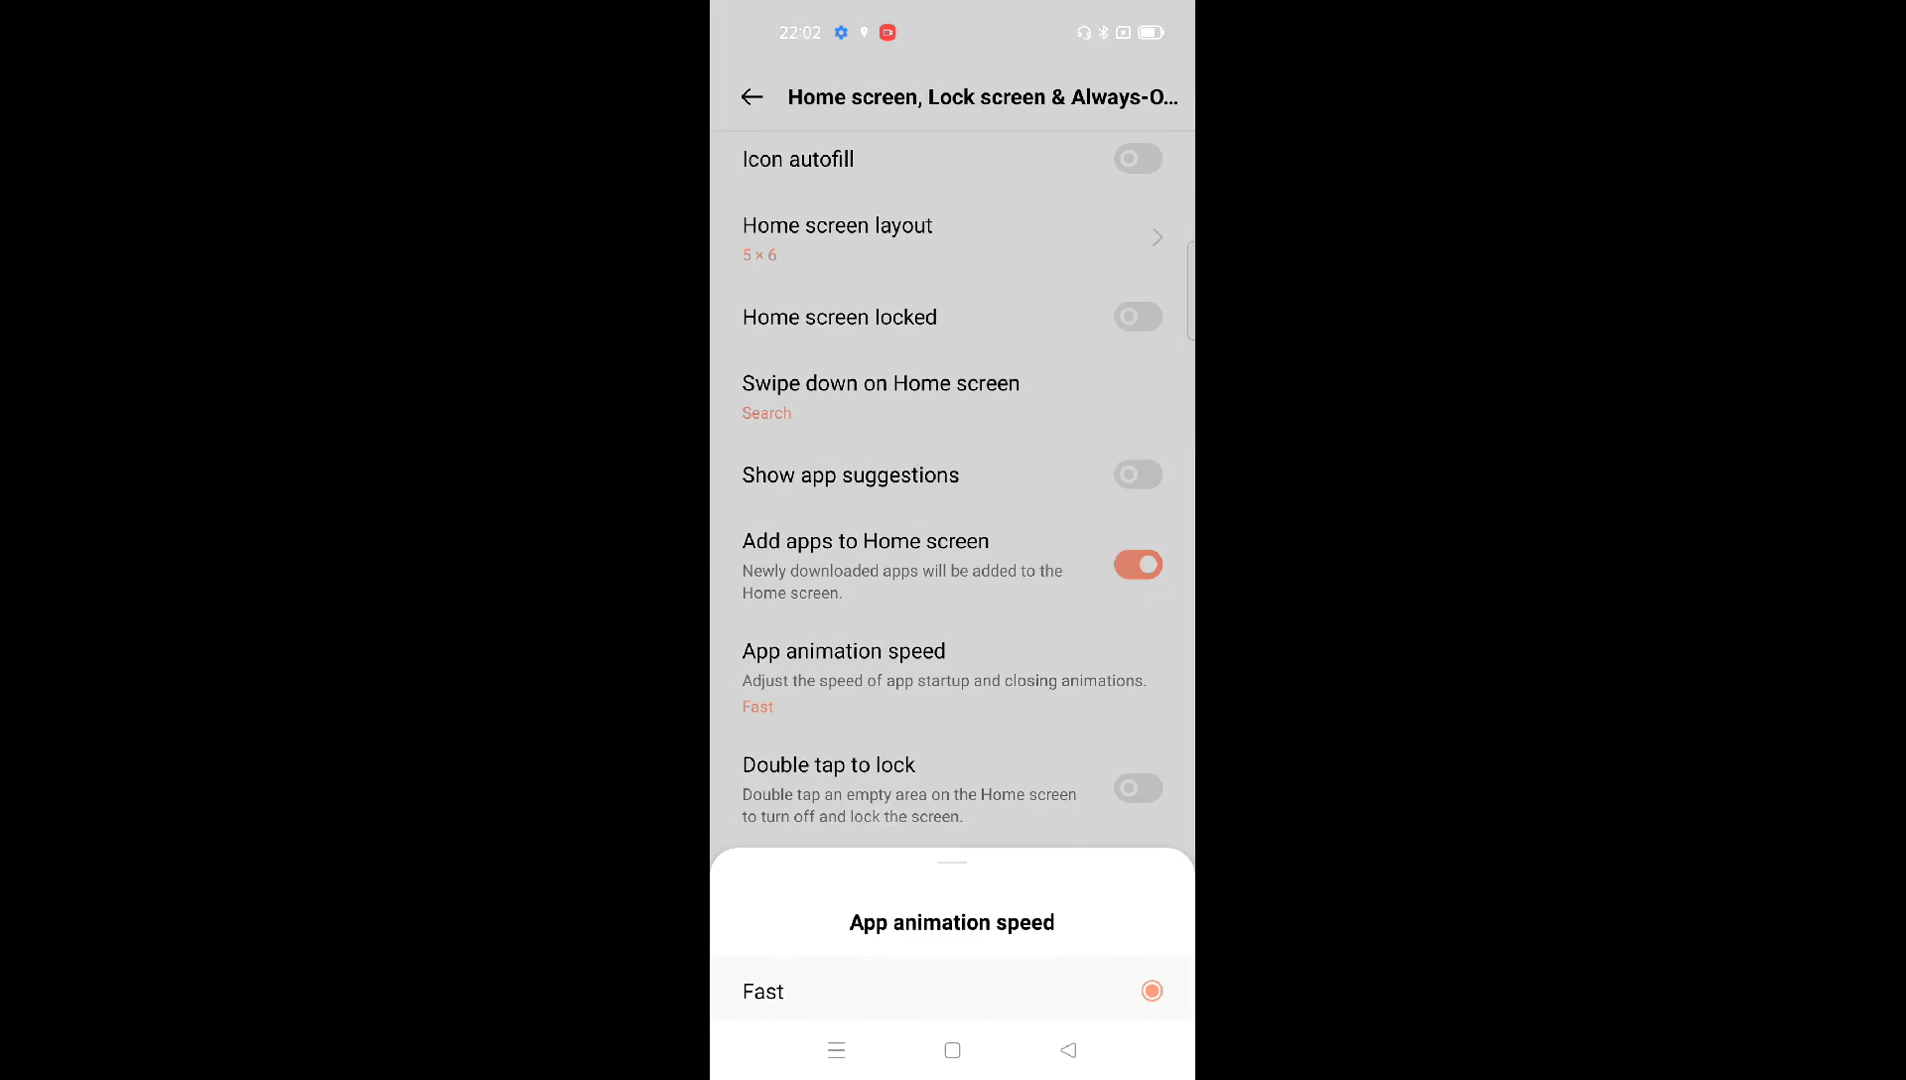 22:02
Home screen, Lock screen & Always-O...
Icon autofill
Home screen layout
5 × 6
Home screen locked
Swipe down on Home screen
Search
Show app suggestions
Add apps to Home screen
Newly downloaded apps will be added to the
Home screen.
App animation speed
Adjust the speed of app startup and closing animations.
Fast
Double tap to lock
Double tap an empty area on the Home screen
to turn off and lock the screen.
App animation speed
Fast